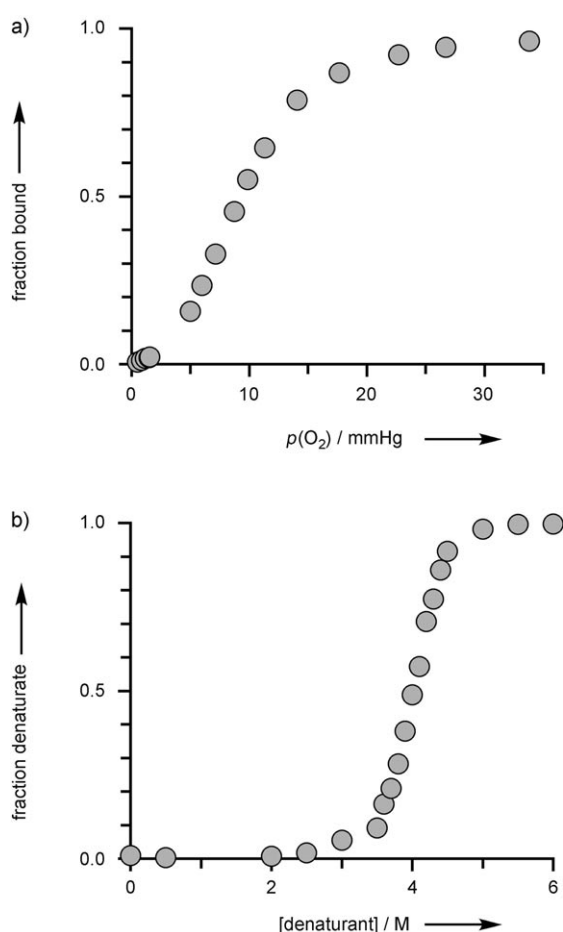 a)
1.0
0.5
0.0
fraction bound
0
10
20
30
p(O₂) / mmHg
b)
1.0
0.5
0.0
fraction denaturate
0
2
4
6
[denaturant] / M